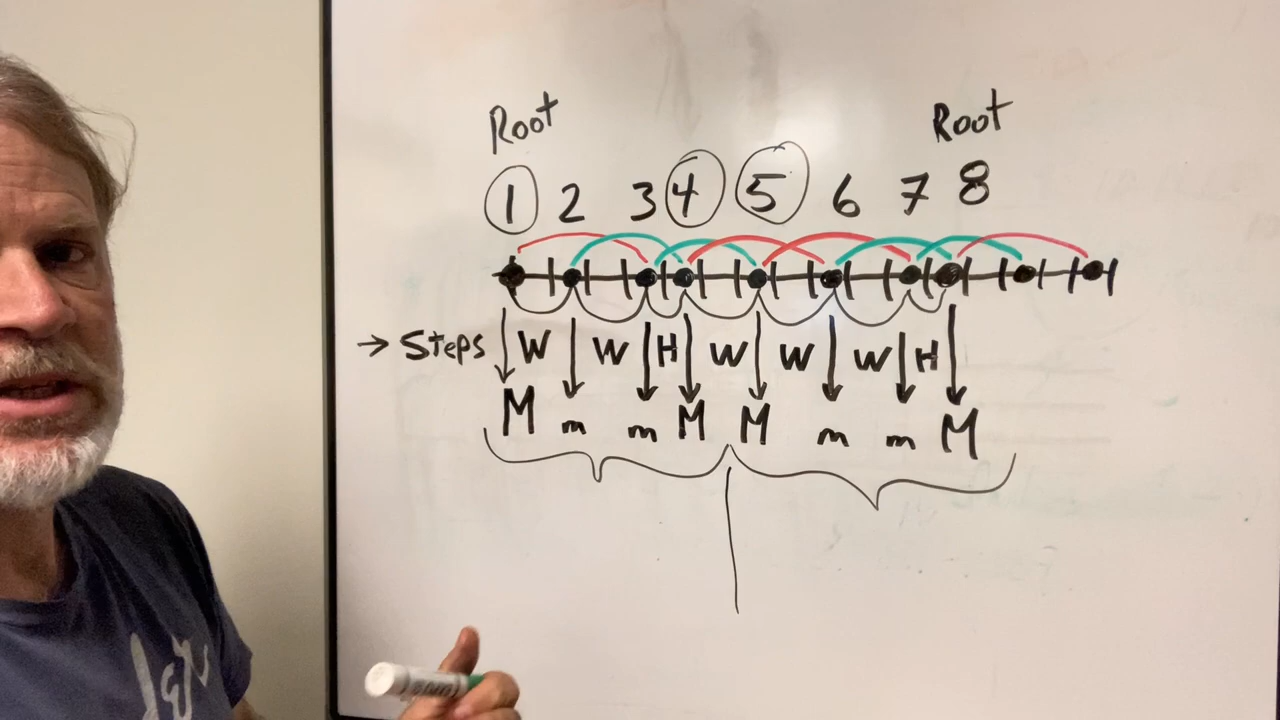 Root Root
1 2 3 4 5 6 7 8
→ Steps W W H W W W H
M m m M M m m M